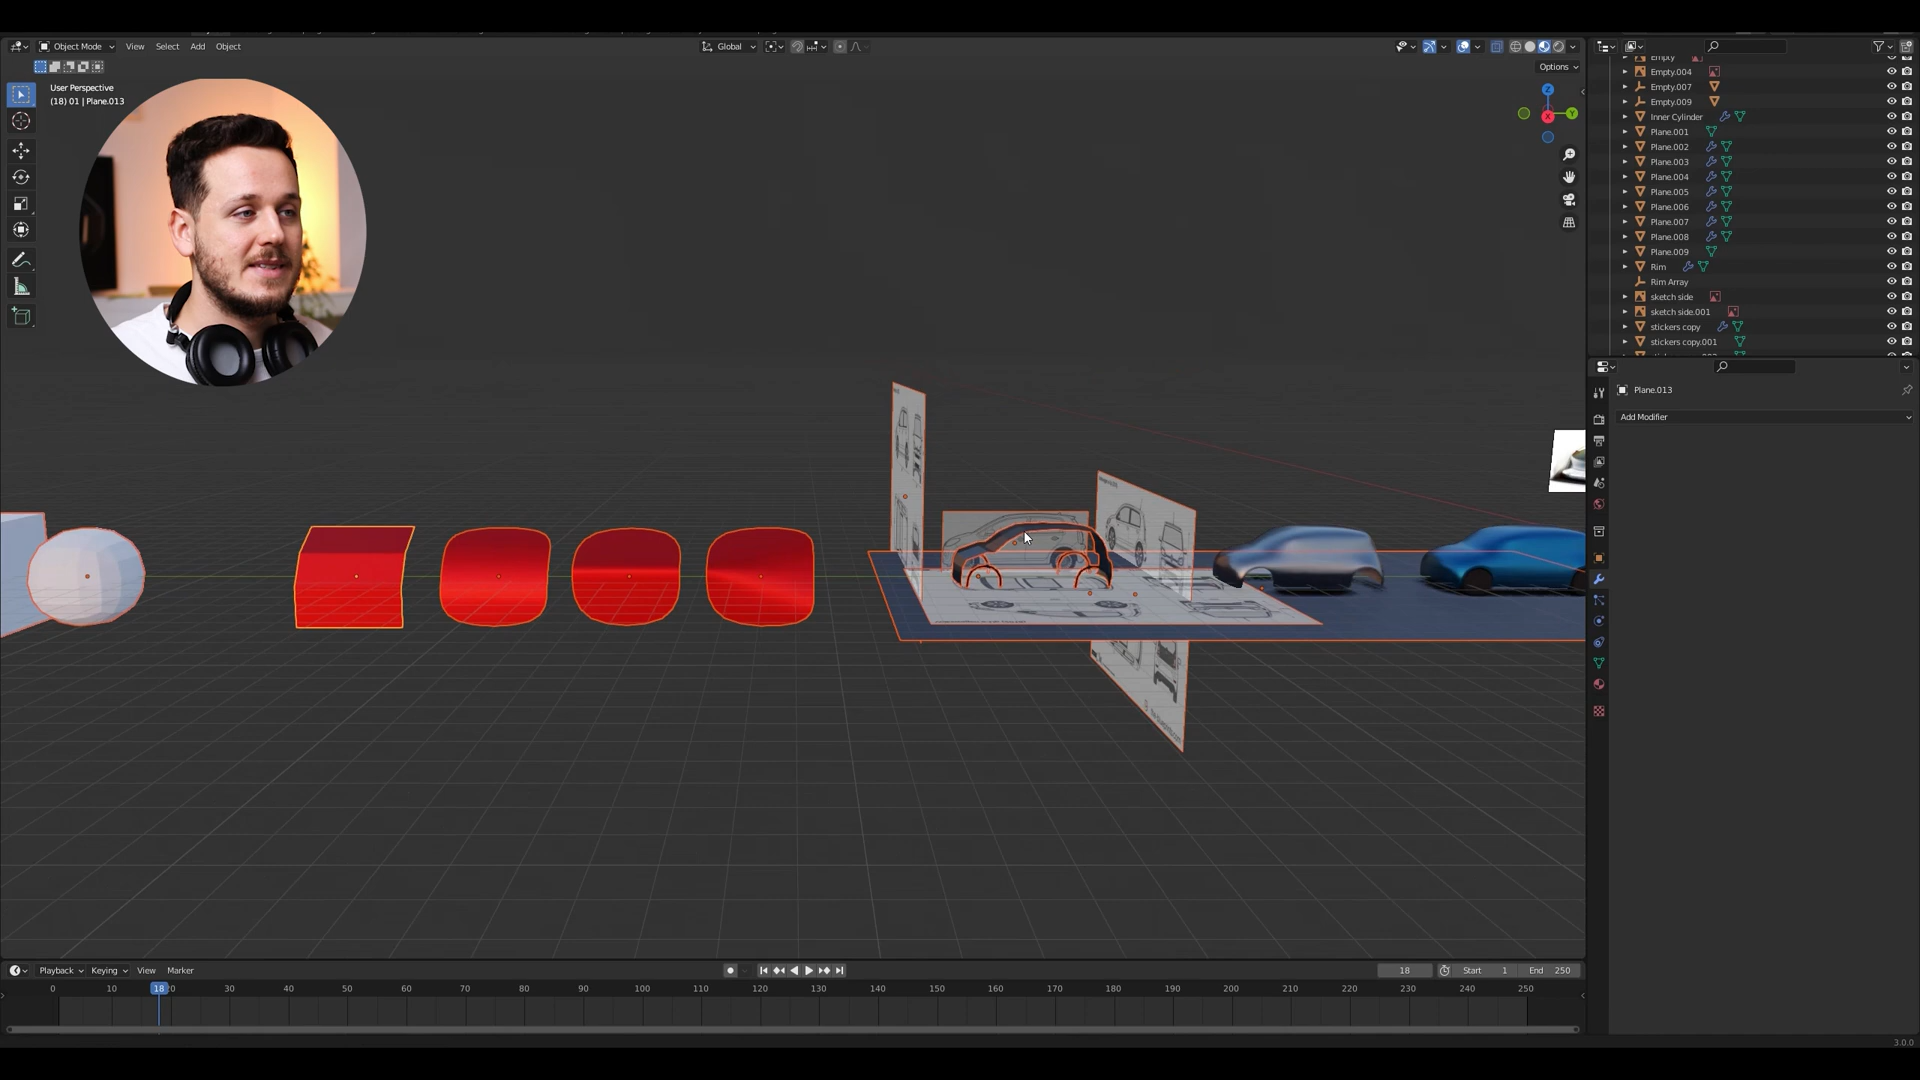 Object Mode View Select Add Object Global
Options
User Perspective
(18) 01 | Plane.013
Empty
Empty.004
Empty.007
Empty.009
Inner Cylinder
Plane.001
Plane.002
Plane.003
Plane.004
Plane.005
Plane.006
Plane.007
Plane.008
Plane.009
Rim
Rim Array
sketch side
sketch side.001
stickers copy
stickers copy.001
Z
Y
X
Plane.013
Add Modifier
Playback Keying View Marker 18 Start 1 End 250
0 10 18 20 30 40 50 60 70 80 90 100 110 120 130 140 150 160 170 180 190 200 210 220 230 240 250
3.0.0